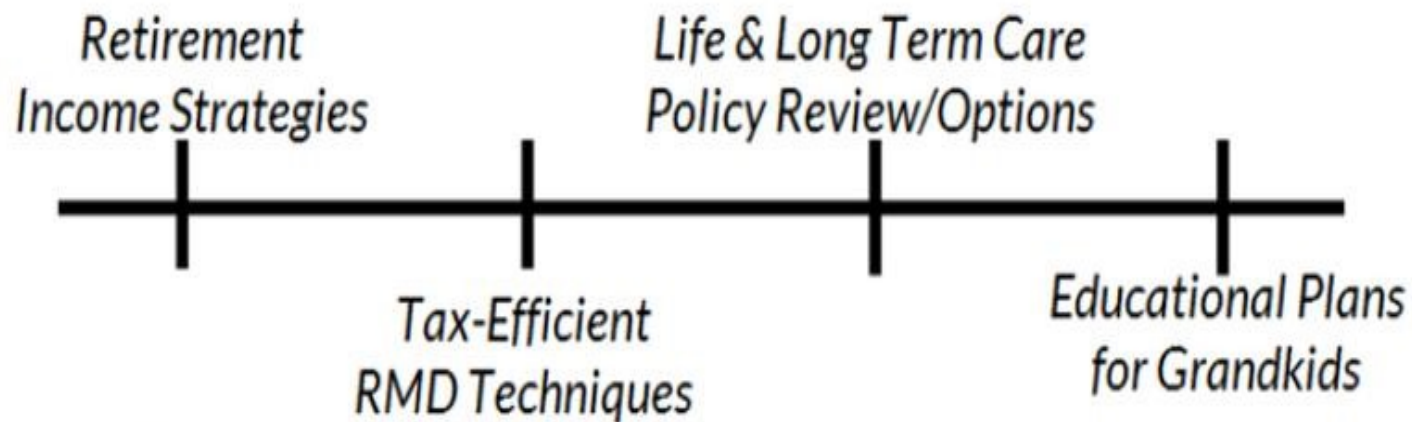 Retirement
Income Strategies
Life & Long Term Care
Policy Review/Options
Tax-Efficient
RMD Techniques
Educational Plans
for Grandkids